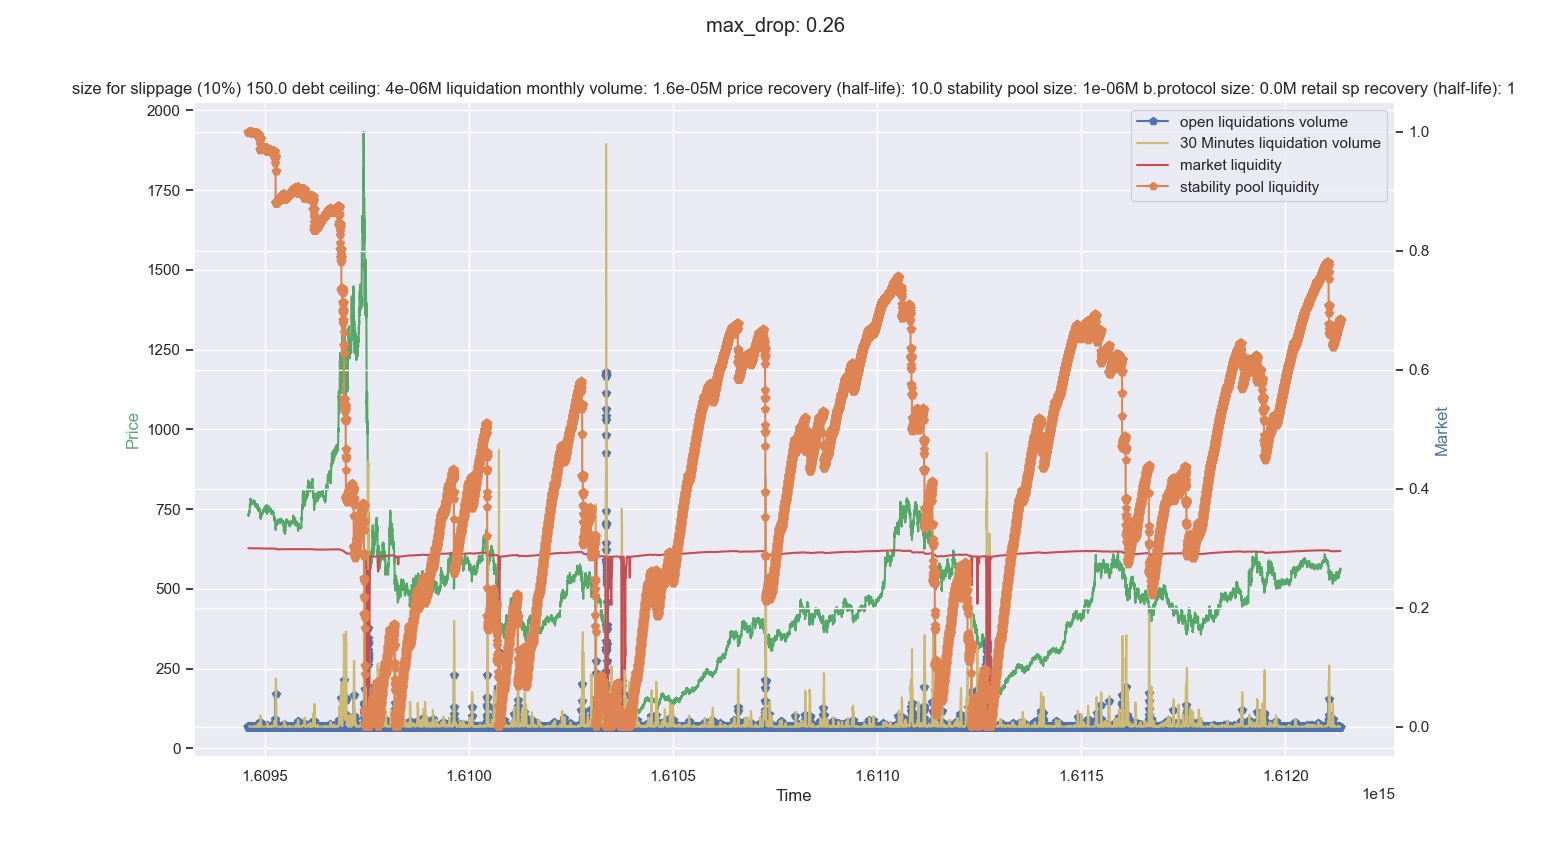 max_drop: 0.26
size for slippage (10%) 150.0 debt ceiling: 4e-06M liquidation monthly volume: 1.6e-05M price recovery (half-life): 10.0 stability pool size: 1e-06M b.protocol size: 0.0M retail sp recovery (half-life): 1
open liquidations volume
30 Minutes liquidation volume
market liquidity
stability pool liquidity
2000
1750
1500
1250
1000
750
500
250
0
Price
1.0
0.8
0.6
0.4
0.2
0.0
Market
1.6095 1.6100 1.6105 1.6110 1.6115 1.6120
Time
1e15